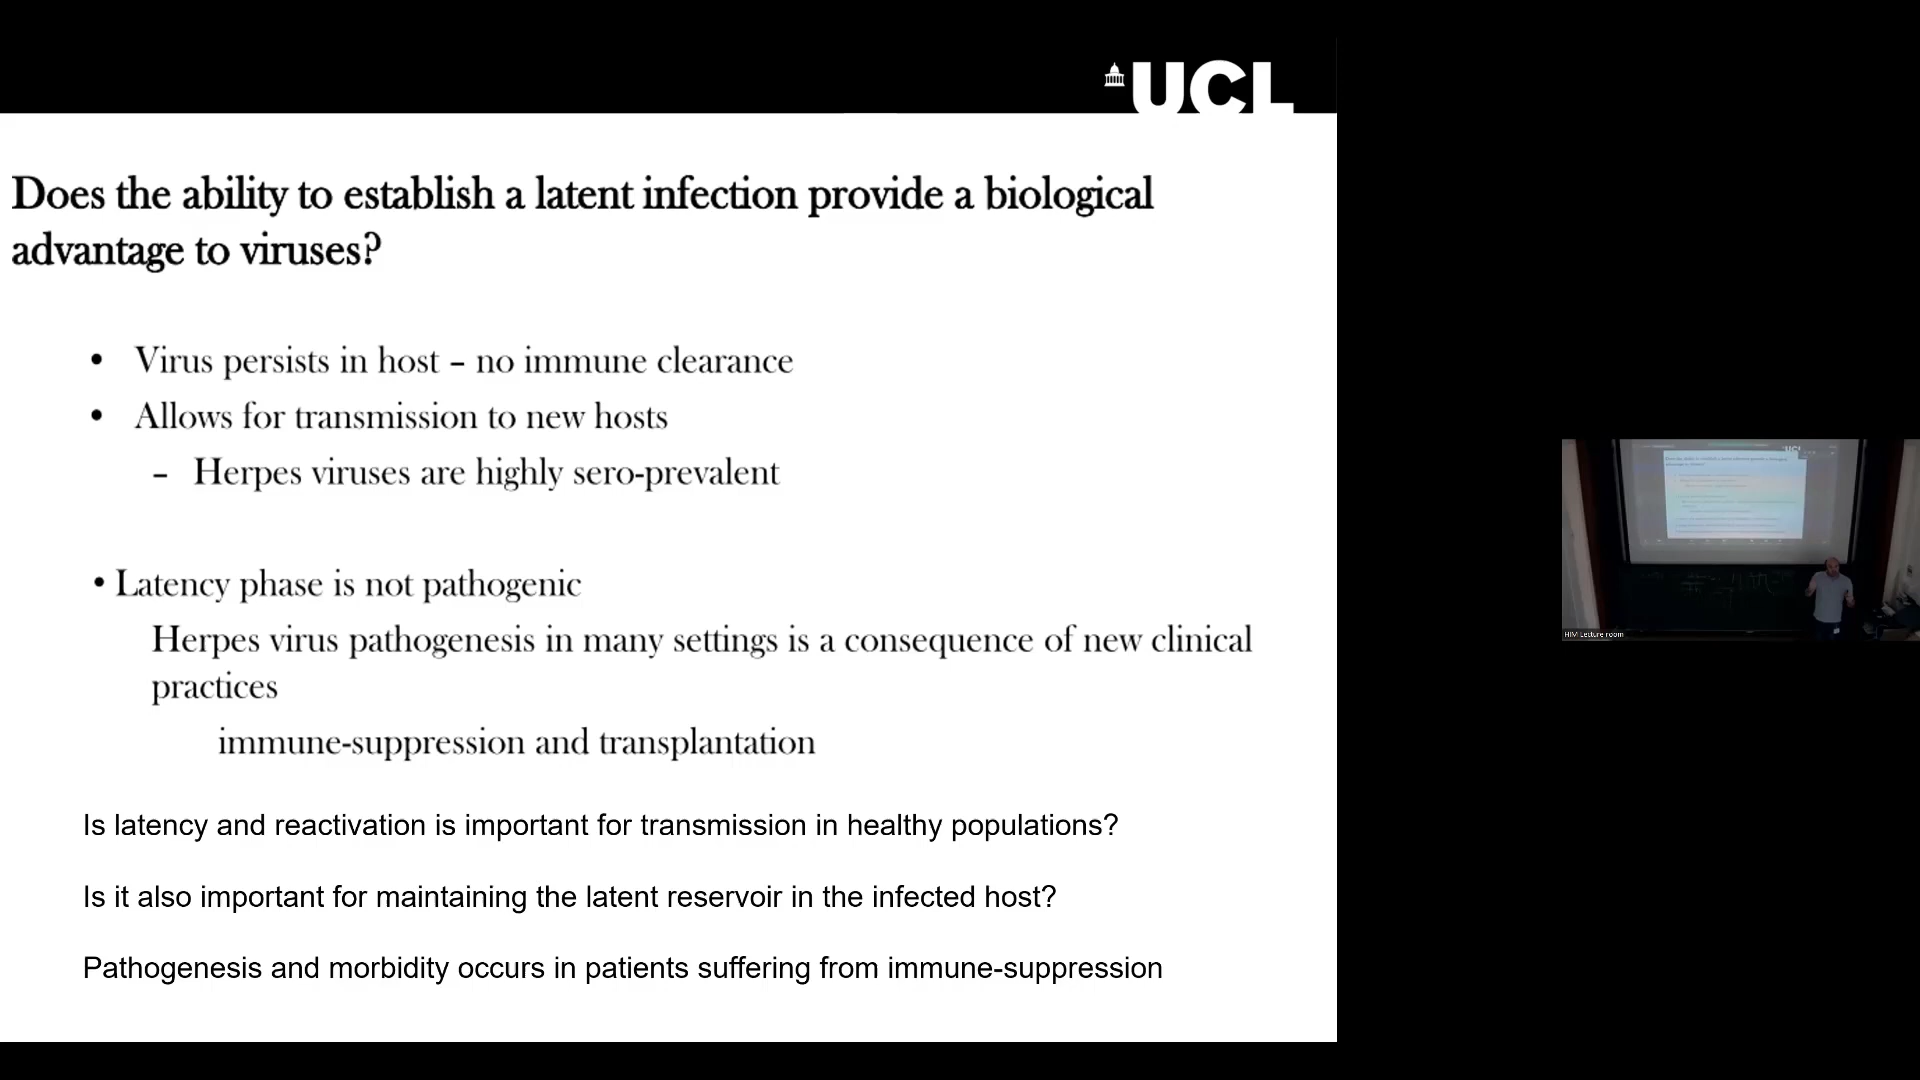 UCL
Does the ability to establish a latent infection provide a biological
advantage to viruses?
• Virus persists in host – no immune clearance
• Allows for transmission to new hosts
– Herpes viruses are highly sero-prevalent
• Latency phase is not pathogenic
Herpes virus pathogenesis in many settings is a consequence of new clinical
practices
immune-suppression and transplantation
Is latency and reactivation is important for transmission in healthy populations?
Is it also important for maintaining the latent reservoir in the infected host?
Pathogenesis and morbidity occurs in patients suffering from immune-suppression
HIM Lecture room